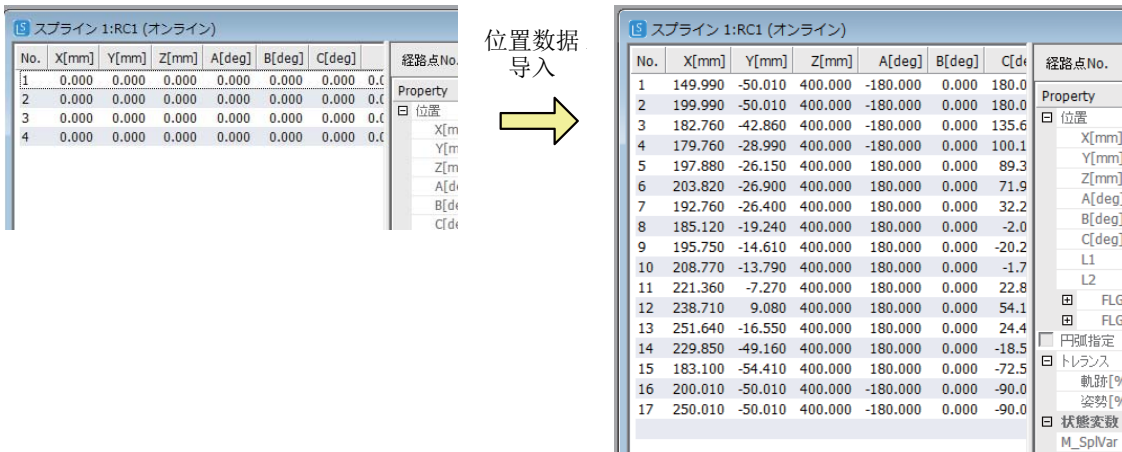 スプライン 1:RC1 (オンライン)
No. X[mm] Y[mm] Z[mm] A[deg] B[deg] C[deg]
1 0.000 0.000 0.000 0.000 0.000 0.000 0.0
2 0.000 0.000 0.000 0.000 0.000 0.000 0.0
3 0.000 0.000 0.000 0.000 0.000 0.000 0.0
4 0.000 0.000 0.000 0.000 0.000 0.000 0.0
経路点No.
Property
位置
X[m
Y[m
Z[m
A[de
B[de
C[de
位置数据
导入
スプライン 1:RC1 (オンライン)
No. X[mm] Y[mm] Z[mm] A[deg] B[deg] C[de
1 149.990 -50.010 400.000 -180.000 0.000 180.0
2 199.990 -50.010 400.000 -180.000 0.000 180.0
3 182.760 -42.860 400.000 -180.000 0.000 135.6
4 179.760 -28.990 400.000 -180.000 0.000 100.1
5 197.880 -26.150 400.000 180.000 0.000 89.3
6 203.820 -26.900 400.000 180.000 0.000 71.9
7 192.760 -26.400 400.000 180.000 0.000 32.2
8 185.120 -19.240 400.000 180.000 0.000 -2.0
9 195.750 -14.610 400.000 180.000 0.000 -20.2
10 208.770 -13.790 400.000 180.000 0.000 -1.7
11 221.360 -7.270 400.000 180.000 0.000 22.8
12 238.710 9.080 400.000 180.000 0.000 54.1
13 251.640 -16.550 400.000 180.000 0.000 24.4
14 229.850 -49.160 400.000 180.000 0.000 -18.5
15 183.100 -54.410 400.000 180.000 0.000 -72.5
16 200.010 -50.010 400.000 -180.000 0.000 -90.0
17 250.010 -50.010 400.000 -180.000 0.000 -90.0
経路点No.
Property
位置
X[mm]
Y[mm]
Z[mm]
A[deg]
B[deg]
C[deg]
L1
L2
FLG
FLG
円弧指定
トレランス
軌跡[%
姿勢[%
状態変数
M_SplVar